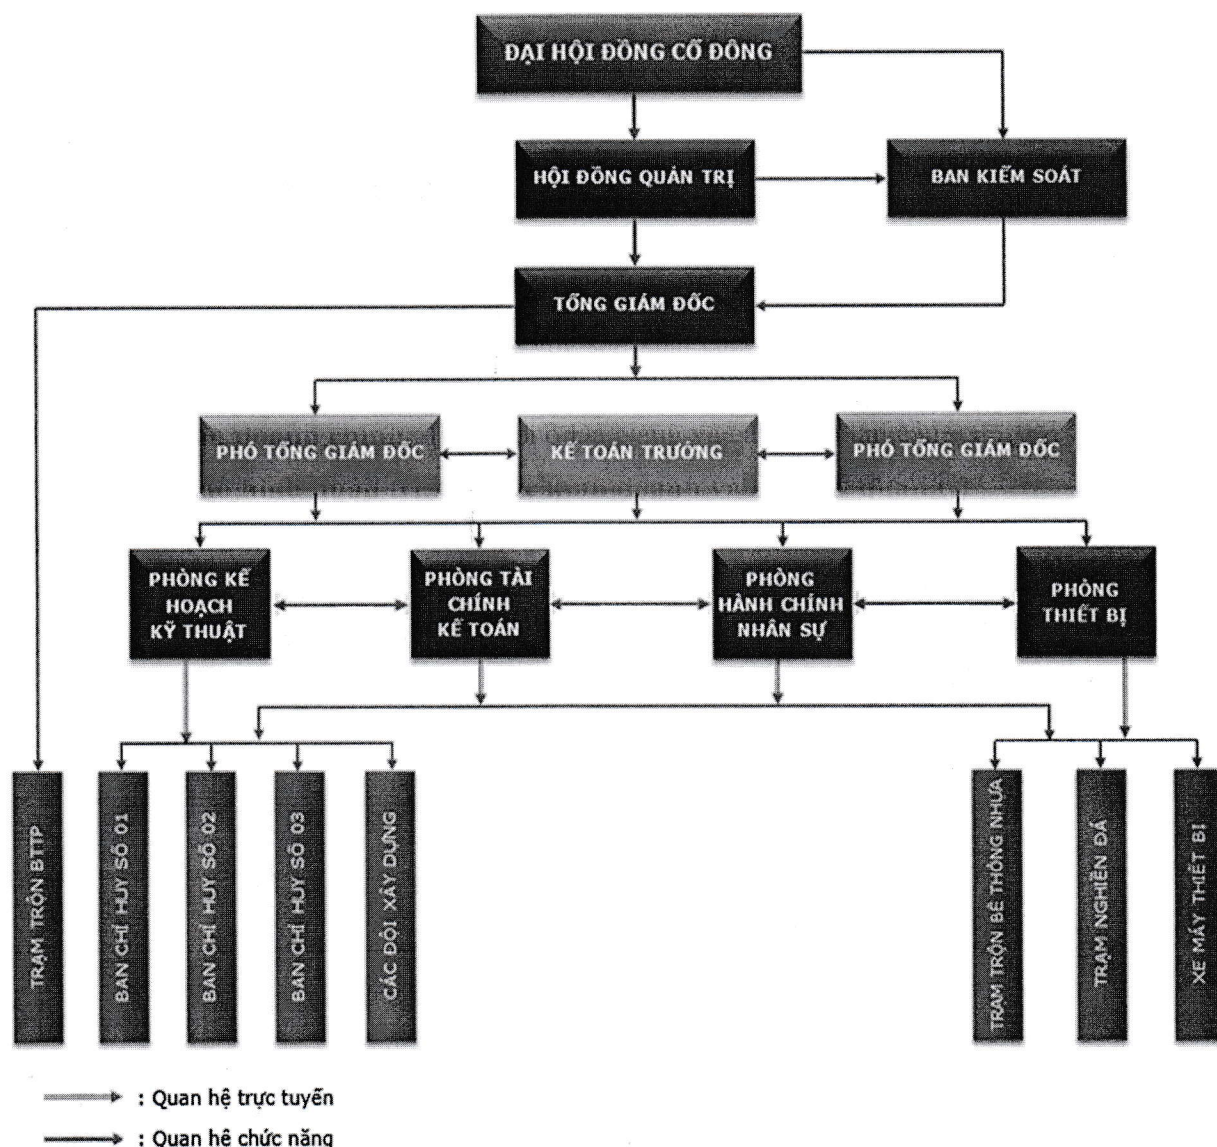 ĐẠI HỘI ĐỒNG CỔ ĐÔNG
HỘI ĐỒNG QUẢN TRỊ
BAN KIỂM SOÁT
TỔNG GIÁM ĐỐC
PHÓ TỔNG GIÁM ĐỐC
KẾ TOÁN TRƯỞNG
PHÓ TỔNG GIÁM ĐỐC
PHÒNG KẾ
HOẠCH
KỸ THUẬT
PHÒNG TÀI
CHÍNH
KẾ TOÁN
PHÒNG
HÀNH CHÍNH
NHÂN SỰ
PHÒNG
THIẾT BỊ
TRẠM TRỘN BTTP
BAN CHỈ HUY SỐ 01
BAN CHỈ HUY SỐ 02
BAN CHỈ HUY SỐ 03
CÁC ĐỘI XÂY DỰNG
TRẠM TRỘN BÊ THÔNG NHỰA
TRẠM NGHIỀN ĐÁ
XE MÁY THIẾT BỊ
: Quan hệ trực tuyến
: Quan hệ chức năng